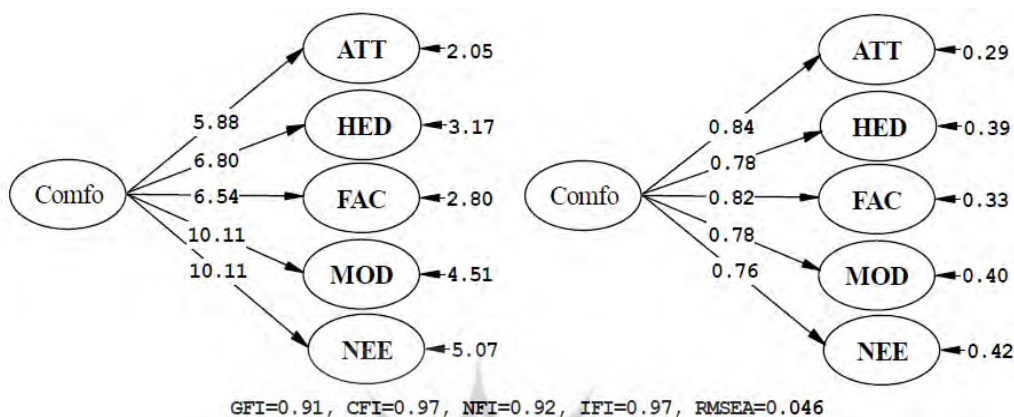 ATT
2.05
5.88
HED
3.17
6.80
Comfo
6.54
FAC
2.80
10.11
MOD
4.51
10.11
NEE
5.07
ATT
0.29
0.84
HED
0.39
0.78
Comfo
0.82
FAC
0.33
0.78
MOD
0.40
0.76
NEE
0.42
GFI=0.91, CFI=0.97, NFI=0.92, IFI=0.97, RMSEA=0.046